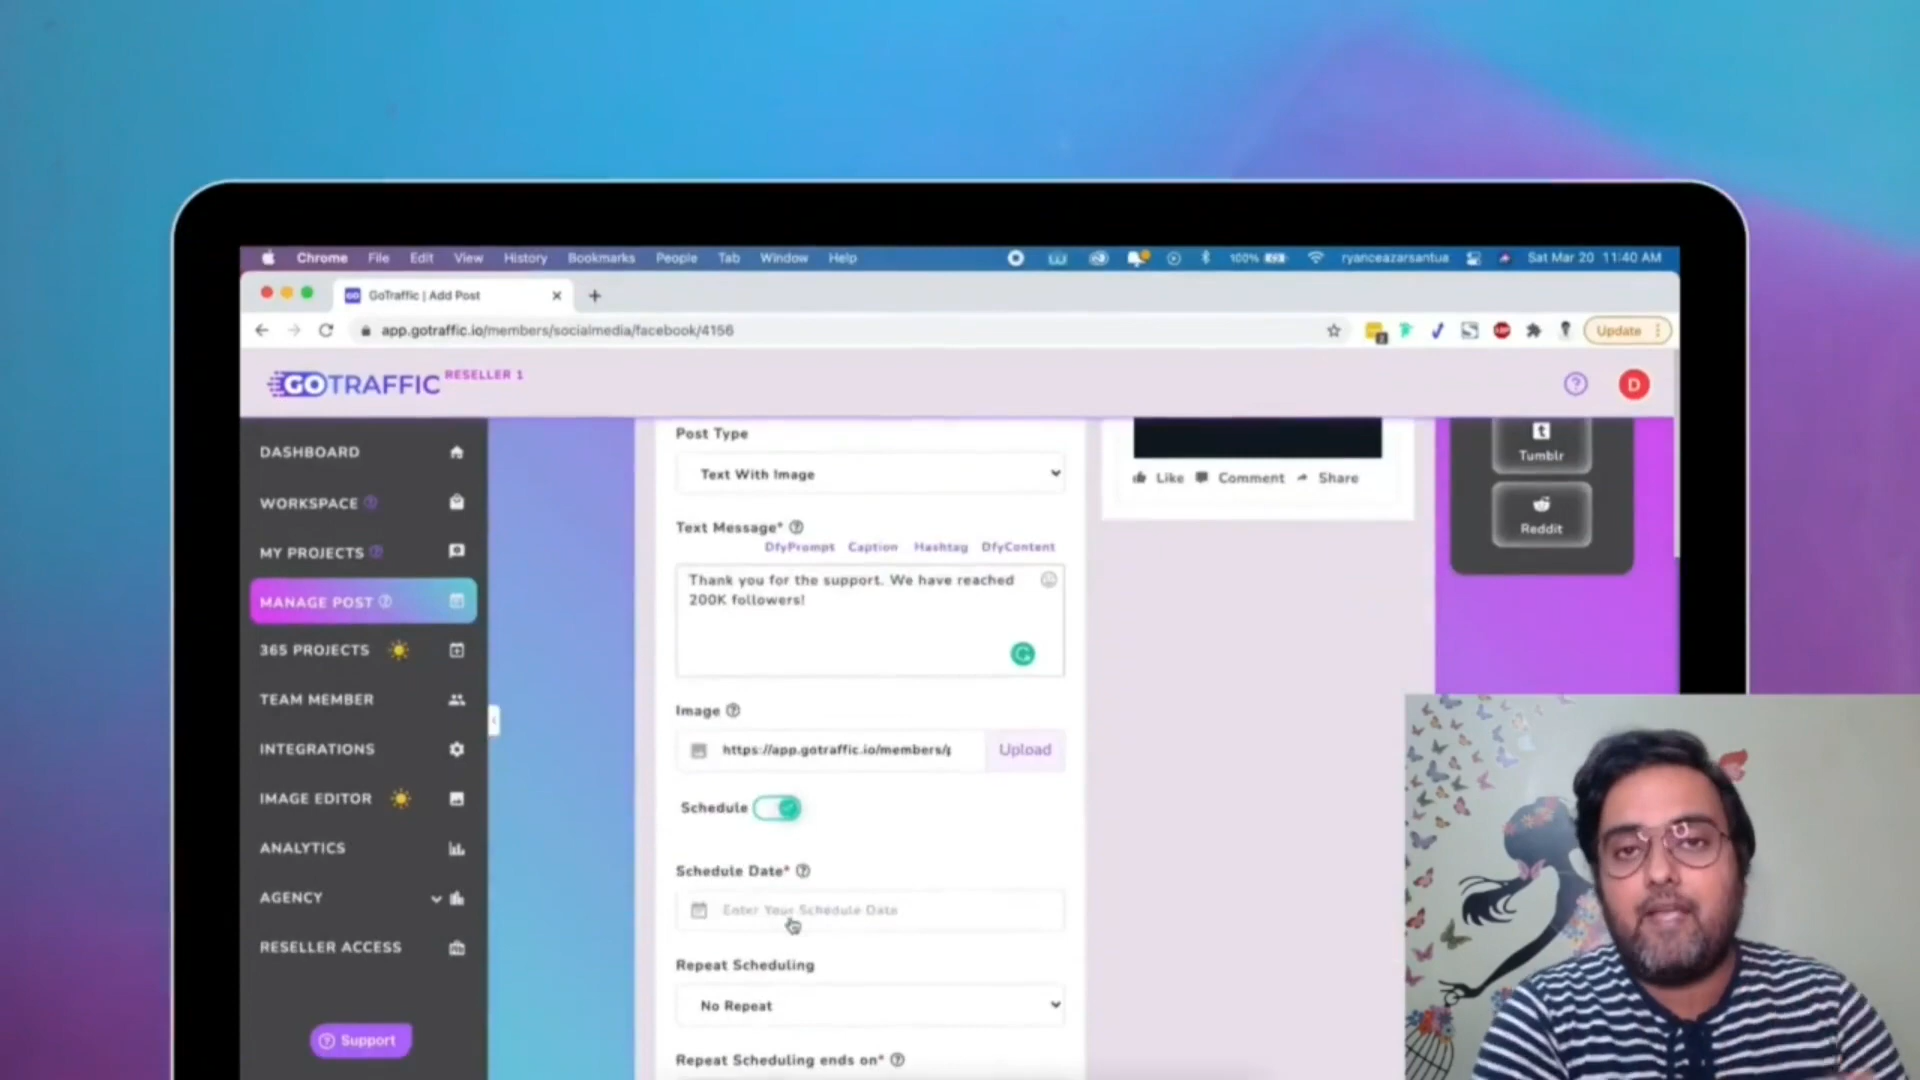 Chrome File Edit View History Bookmarks People Tab Window Help 100% ryanceazarsantua Sat Mar 20 11:40 AM
GoTraffic | Add Post
app.gotraffic.io/members/socialmedia/facebook/4156
Update
GOTRAFFIC RESELLER 1
D
DASHBOARD
WORKSPACE
MY PROJECTS
MANAGE POST
365 PROJECTS
TEAM MEMBER
INTEGRATIONS
IMAGE EDITOR
ANALYTICS
AGENCY
RESELLER ACCESS
Support
Post Type
Text With Image
Text Message*
DfyPrompt Caption Hashtag DfyContent
Thank you for the support. We have reached
200K followers!
Image
https://app.gotraffic.io/members/p
Upload
Schedule
Schedule Date*
Enter Your Schedule Date
Repeat Scheduling
No Repeat
Repeat Scheduling ends on*
Like Comment Share
Tumblr
Reddit